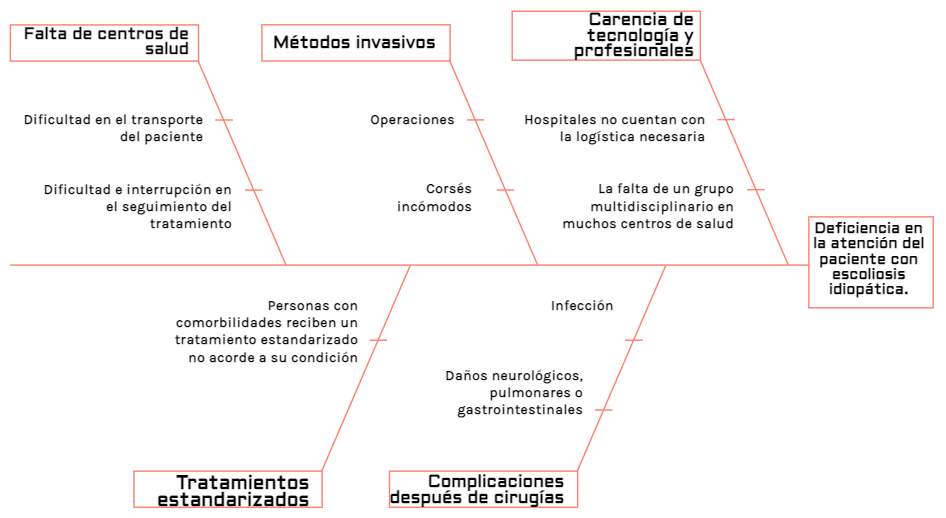 Falta de centros de
salud
Métodos invasivos
Carencia de
tecnología y
profesionales
Dificultad en el transporte
del paciente
Dificultad e interrupción en
el seguimiento del
tratamiento
Operaciones
Corsés
incómodos
Hospitales no cuentan con
la logística necesaria
La falta de un grupo
multidisciplinario en
muchos centros de salud
Deficiencia en
la atención del
paciente con
escoliosis
idiopática.
Personas con
comorbilidades reciben un
tratamiento estandarizado
no acorde a su condición
Infección
Daños neurológicos,
pulmonares o
gastrointestinales
Tratamientos
estandarizados
Complicaciones
después de cirugías